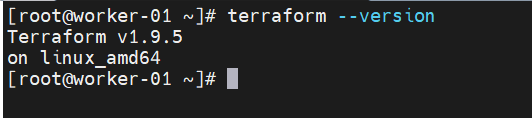 [root@worker-01 ~]# terraform --version
Terraform v1.9.5
on linux_amd64
[root@worker-01 ~]#